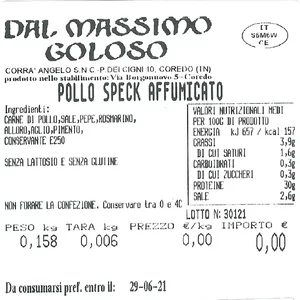 DAL MASSIMO
GOLOSO
IT
S6M6W
CE
CORRA' ANGELO S.N C -P.DEI CIGNI 10, COREDO (IN)
prodotto nello stabilimento: Via Borgonuovo 5-Coredo
POLLO SPECK AFFUMICATO
Ingredienti:
CARNE DI POLLO, SALE, PEPE, ROSMARINO,
ALLORO, AGLIO, PIMENTO,
CONSERVANTE E250
SENZA LATTOSIO E SENZA GLUTINE
VALORI NUTRIZIONALI MEDI
PER 100G DI PRODOTTO
ENERGIA kJ 657 / kcal 157
GRASSI 3,9g
DI CUI SATURI 1,6g
CARBOIDRATI 0,3g
DI CUI ZUCCHERI 0,3g
PROTEINE 30g
SALE 2,6g
NON FORARE LA CONFEZIONE. Conservare tra 0 e 4C
LOTTO N: 30121
PESO kg TARA kg PREZZO €/kg IMPORTO €
0,158 0,006 0,00 0,00
Da consumarsi pref. entro il: 29-06-21